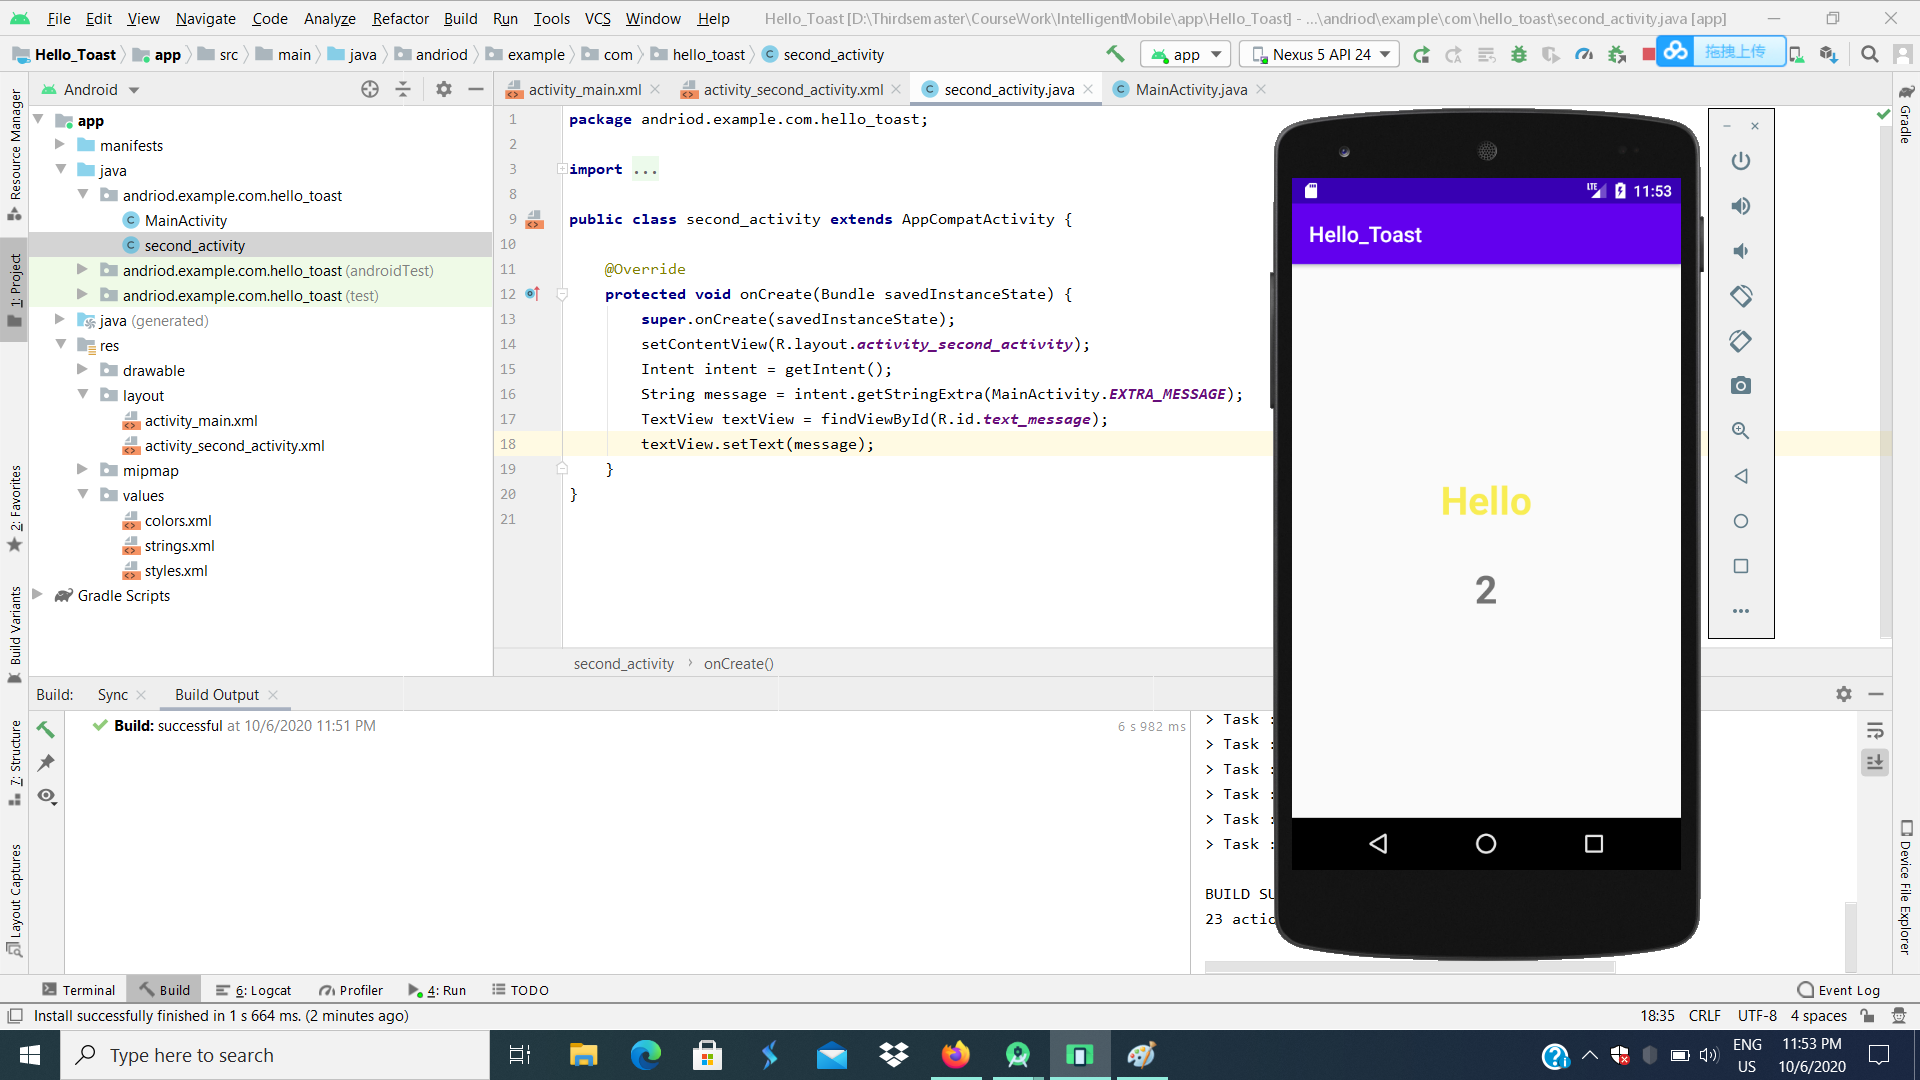 File Edit View Navigate Code Analyze Refactor Build Run Tools VCS Window Help Hello_Toast [D:\Thirdsemaster\CourseWork\IntelligentMobile\app\Hello_Toast] - ...\andriod\example\com\hello_toast\second_activity.java [app]
Hello_Toast app src main java andriod example com hello_toast second_activity app Nexus 5 API 24 拖拽上传
Android activity_main.xml activity_second_activity.xml second_activity.java MainActivity.java
Resource Manager
1: Project
2: Favorites
Build Variants
7: Structure
Layout Captures
app
manifests
java
andriod.example.com.hello_toast
MainActivity
second_activity
andriod.example.com.hello_toast (androidTest)
andriod.example.com.hello_toast (test)
java (generated)
res
drawable
layout
activity_main.xml
activity_second_activity.xml
mipmap
values
colors.xml
strings.xml
styles.xml
Gradle Scripts
1 package andriod.example.com.hello_toast;
2
3 import ...
8
9 public class second_activity extends AppCompatActivity {
10
11 @Override
12 protected void onCreate(Bundle savedInstanceState) {
13 super.onCreate(savedInstanceState);
14 setContentView(R.layout.activity_second_activity);
15 Intent intent = getIntent();
16 String message = intent.getStringExtra(MainActivity.EXTRA_MESSAGE);
17 TextView textView = findViewById(R.id.text_message);
18 textView.setText(message);
19 }
20 }
21
second_activity › onCreate()
LTE 11:53
Hello_Toast
Hello
2
Gradle
Device File Explorer
Build: Sync Build Output
Build: successful at 10/6/2020 11:51 PM 6 s 982 ms
> Task :
> Task :
> Task :
> Task :
> Task :
> Task :
BUILD SU
23 actio
Terminal Build 6: Logcat Profiler 4: Run TODO Event Log
Install successfully finished in 1 s 664 ms. (2 minutes ago) 18:35 CRLF UTF-8 4 spaces
Type here to search ENG US 11:53 PM 10/6/2020